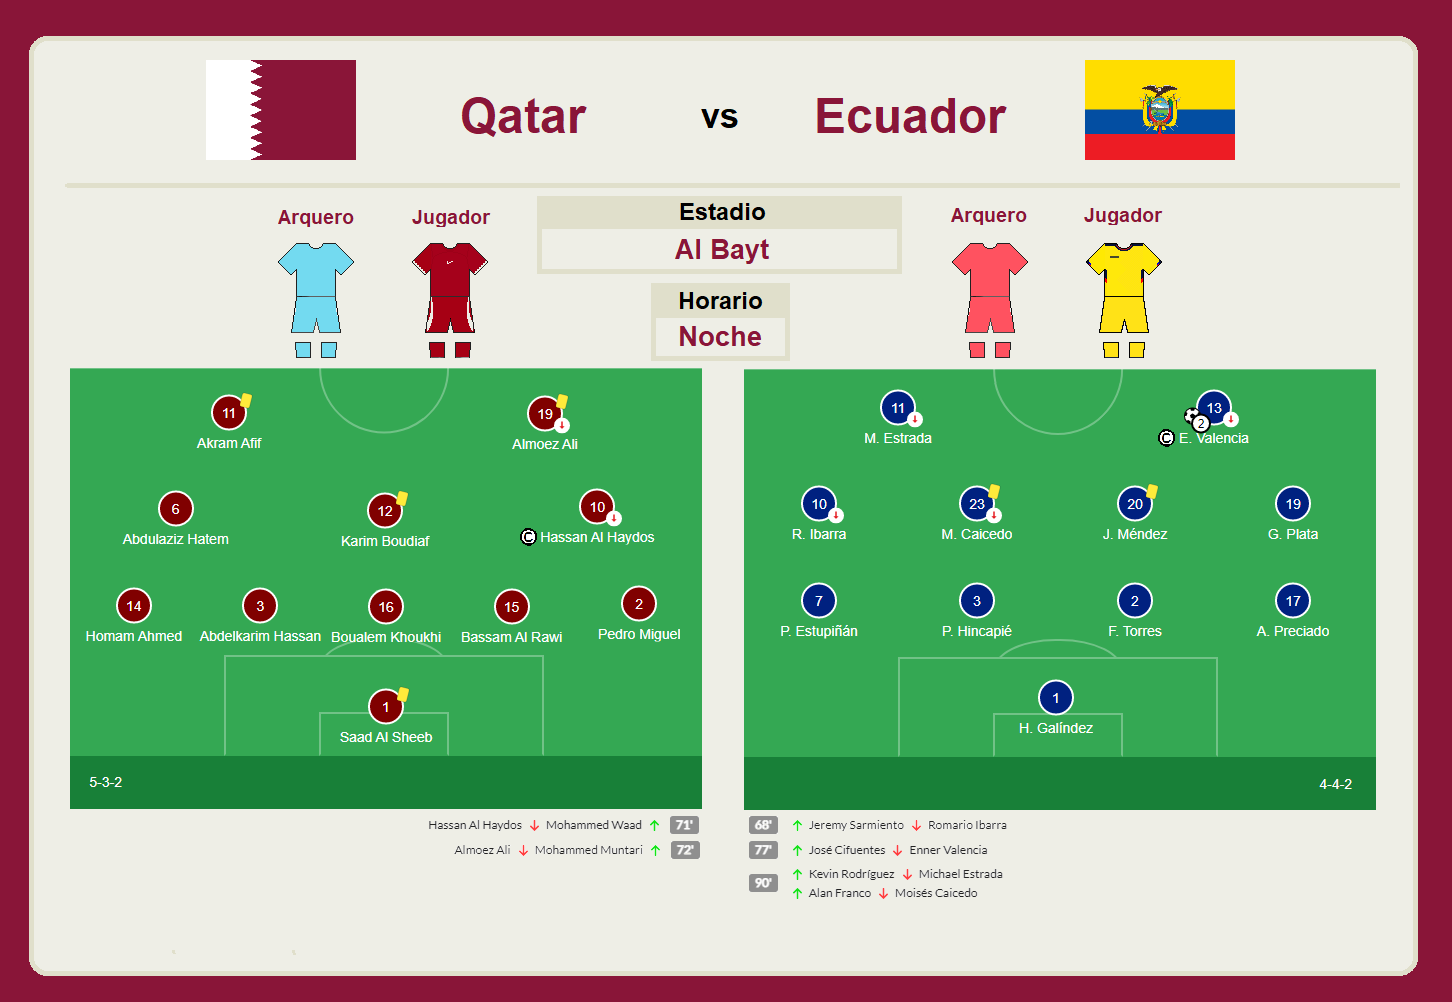 Qatar vs Ecuador
Arquero Jugador
Estadio
Al Bayt
Horario
Noche
Arquero Jugador
11
Akram Afif
19
Almoez Ali
6
Abdulaziz Hatem
12
Karim Boudiaf
10
© Hassan Al Haydos
14
Homam Ahmed
3
Abdelkarim Hassan
16
Boualem Khoukhi
15
Bassam Al Rawi
2
Pedro Miguel
1
Saad Al Sheeb
5-3-2
11
M. Estrada
13
2
© E. Valencia
10
R. Ibarra
23
M. Caicedo
20
J. Méndez
19
G. Plata
7
P. Estupiñán
3
P. Hincapié
2
F. Torres
17
A. Preciado
1
H. Galíndez
4-4-2
Hassan Al Haydos ↓ Mohammed Waad ↑ 71'
Almoez Ali ↓ Mohammed Muntari ↑ 72'
68' ↑ Jeremy Sarmiento ↓ Romario Ibarra
77' ↑ José Cifuentes ↓ Enner Valencia
90' ↑ Kevin Rodríguez ↓ Michael Estrada
↑ Alan Franco ↓ Moisés Caicedo